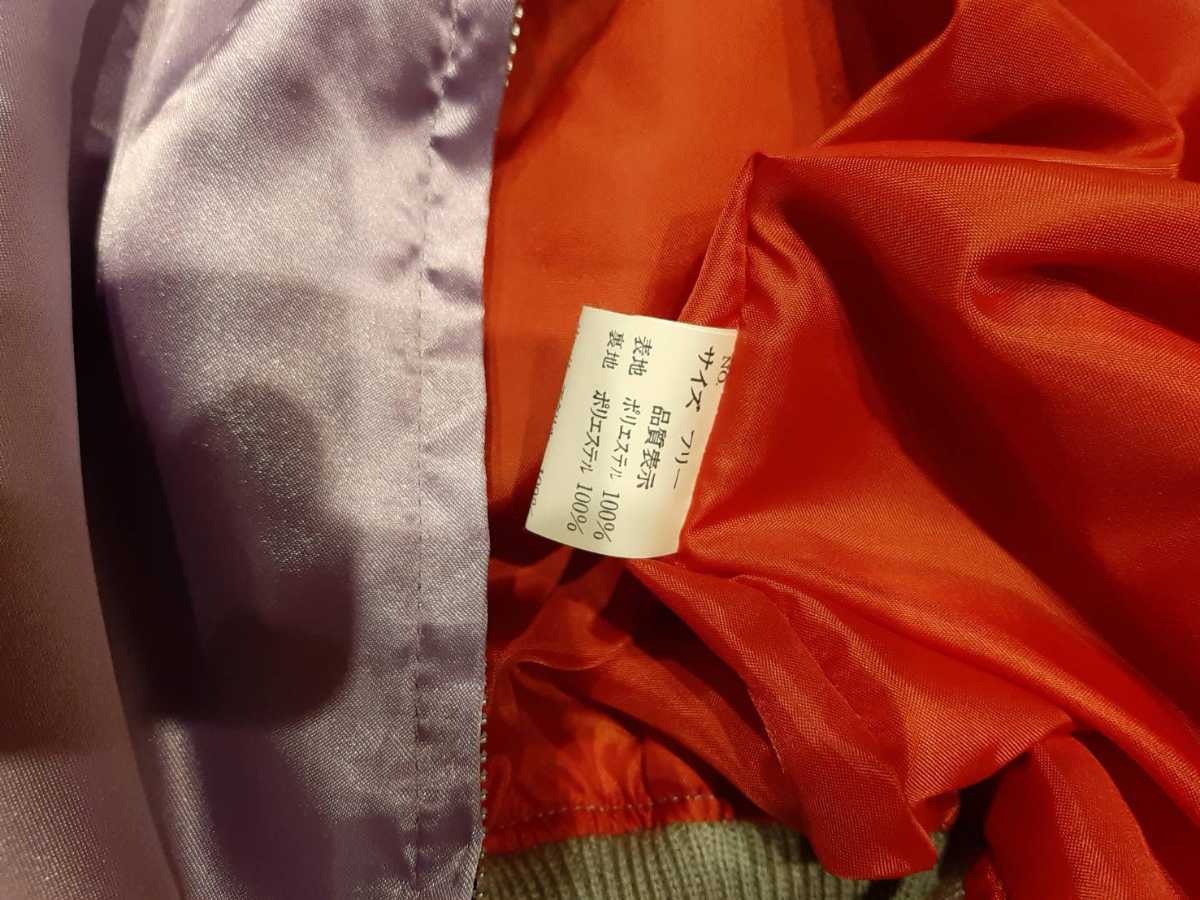 NO.
サイズ フリー
品質表示
表地 ポリエステル 100%
裏地 ポリエステル 100%